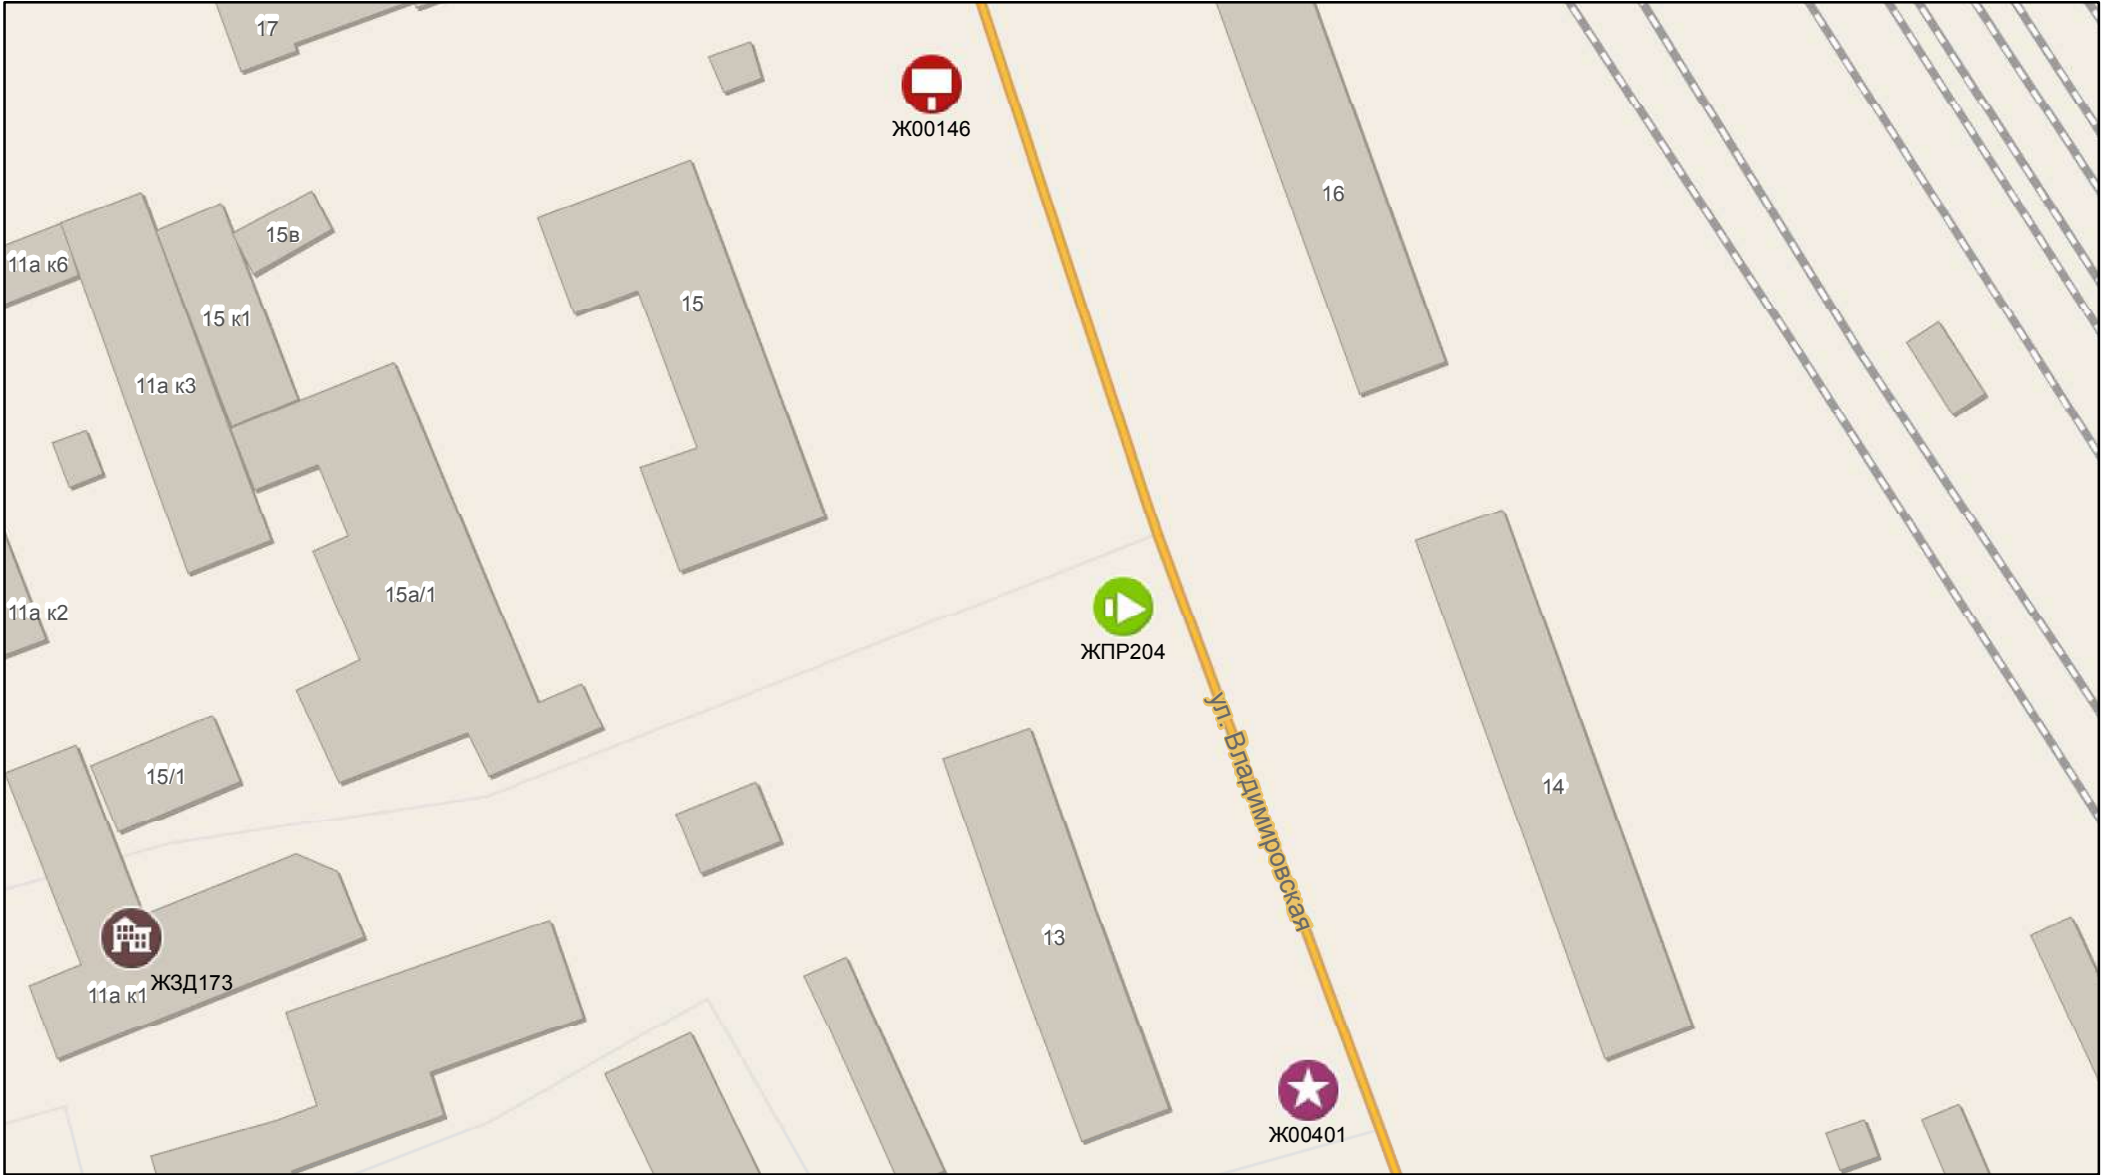 17
Ж00146
16
15в
11а к6
15
15 к1
11а к3
15а/1
11а к2
ЖПР204
ул. Владимировская
15/1
14
13
ЖЗД173
11а к1
Ж00401